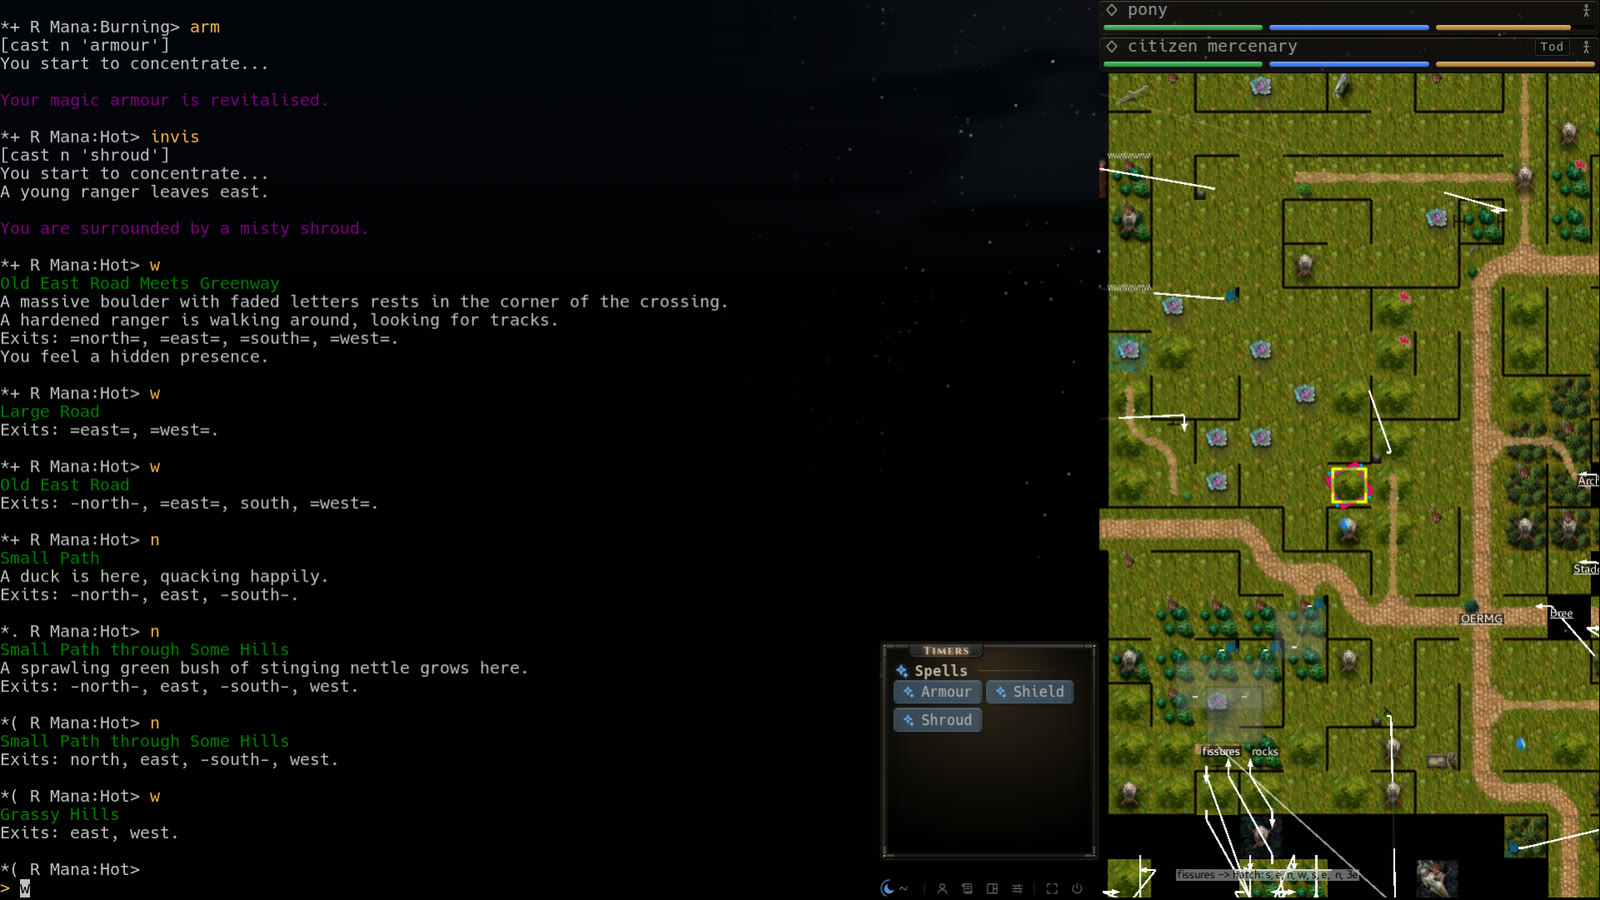 *+ R Mana:Burning> arm
[cast n 'armour']
You start to concentrate...
Your magic armour is revitalised.
*+ R Mana:Hot> invis
[cast n 'shroud']
You start to concentrate...
A young ranger leaves east.
You are surrounded by a misty shroud.
*+ R Mana:Hot> w
Old East Road Meets Greenway
A massive boulder with faded letters rests in the corner of the crossing.
A hardened ranger is walking around, looking for tracks.
Exits: =north=, =east=, =south=, =west=.
You feel a hidden presence.
*+ R Mana:Hot> w
Large Road
Exits: =east=, =west=.
*+ R Mana:Hot> w
Old East Road
Exits: -north-, =east=, south, =west=.
*+ R Mana:Hot> n
Small Path
A duck is here, quacking happily.
Exits: -north-, east, -south-.
*. R Mana:Hot> n
Small Path through Some Hills
A sprawling green bush of stinging nettle grows here.
Exits: -north-, east, -south-, west.
*( R Mana:Hot> n
Small Path through Some Hills
Exits: north, east, -south-, west.
*( R Mana:Hot> w
Grassy Hills
Exits: east, west.
*( R Mana:Hot>
> w
Timers
Spells
Armour
Shield
Shroud
pony
citizen mercenary
Tod
OERMG
Bree
fissures
rocks
fissures -> hatch: s, e, n, w, s, e, n, 3e